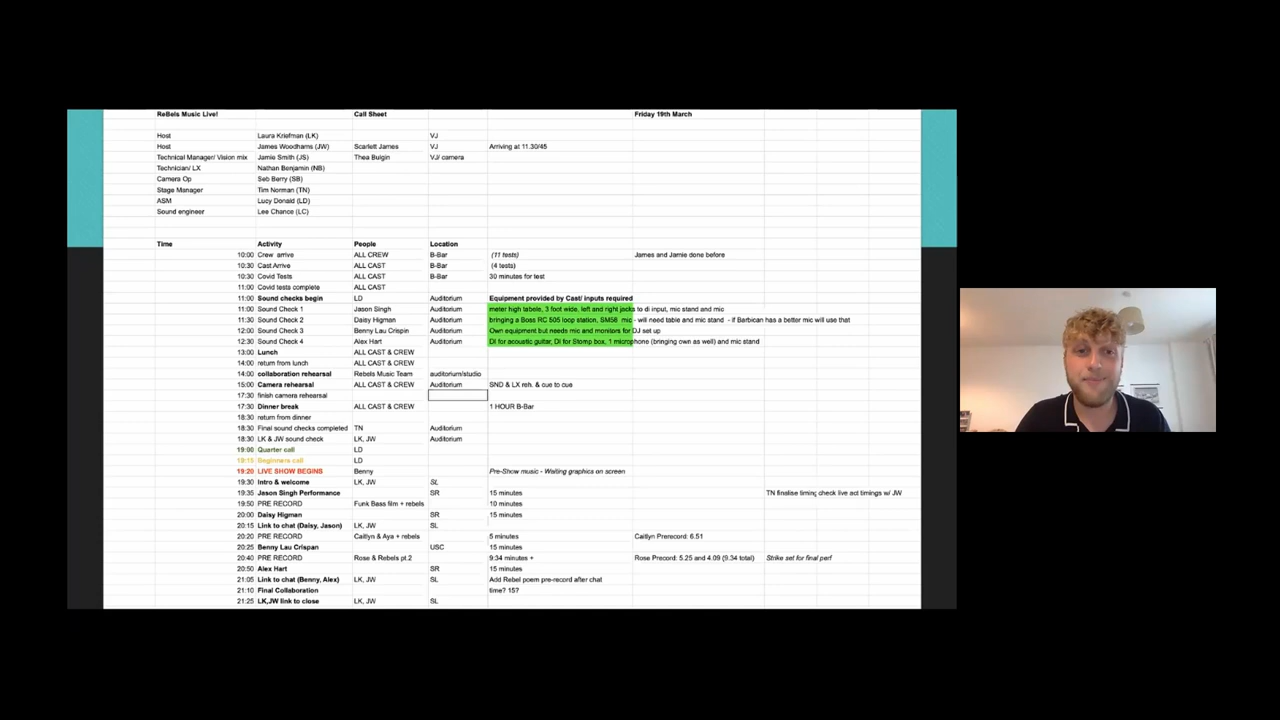 ReBels Music Live! Call Sheet Friday 19th March
Host Laura Kriefman (LK) VJ
Host James Woodhams (JW) Scarlett James VJ Arriving at 11.30/45
Technical Manager/ Vision mix Jamie Smith (JS) Thea Bulgin VJ/ camera
Technician/ LX Nathan Benjamin (NB)
Camera Op Seb Berry (SB)
Stage Manager Tim Norman (TN)
ASM Lucy Donald (LD)
Sound engineer Lee Chance (LC)
Time Activity People Location
10:00 Crew arrive ALL CREW B-Bar (11 tests) James and Jamie done before
10:30 Cast Arrive ALL CAST B-Bar (4 tests)
10:30 Covid Tests ALL CAST B-Bar 30 minutes for test
11:00 Covid tests complete ALL CAST
11:00 Sound checks begin LD Auditorium Equipment provided by Cast/ inputs required
11:00 Sound Check 1 Jason Singh Auditorium meter high tabels, 3 foot wide, left and right jacks to di input, mic stand and mic
11:30 Sound Check 2 Daisy Higman Auditorium bringing a Boss RC 505 loop station, SM58 mic - will need table and mic stand - if Barbican has a better mic will use that
12:00 Sound Check 3 Benny Lau Crispin Auditorium Own equipment but needs mic and monitors for DJ set up
12:30 Sound Check 4 Alex Hart Auditorium DI for acoustic guitar, DI for Stomp box, 1 microphone (bringing own as well) and mic stand
13:00 Lunch ALL CAST & CREW
14:00 return from lunch ALL CAST & CREW
14:00 collaboration rehearsal Rebels Music Team auditorium/studio
15:00 Camera rehearsal ALL CAST & CREW Auditorium SND & LX reh. & cue to cue
17:30 finish camera rehearsal
17:30 Dinner break ALL CAST & CREW 1 HOUR B-Bar
18:30 return from dinner
18:30 Final sound checks completed TN Auditorium
18:30 LK & JW sound check LK, JW Auditorium
19:00 Quarter call LD
19:15 Beginners call LD
19:20 LIVE SHOW BEGINS Benny Pre-Show music - Waiting graphics on screen
19:30 Intro & welcome LK, JW SL
19:35 Jason Singh Performance SR 15 minutes TN finalise timing check live act timings w/ JW
19:50 PRE RECORD Funk Bass film + rebels 10 minutes
20:00 Daisy Higman SR 15 minutes
20:15 Link to chat (Daisy, Jason) LK, JW SL
20:20 PRE RECORD Caitlyn & Aya + rebels 5 minutes Caitlyn Prerecord: 6.51
20:25 Benny Lau Crispan USC 15 minutes
20:40 PRE RECORD Rose & Rebels pt.2 9:34 minutes + Rose Precord: 5.25 and 4.09 (9:34 total) Strike set for final perf
20:50 Alex Hart SR 15 minutes
21:05 Link to chat (Benny, Alex) LK, JW SL Add Rebel poem pre-record after chat
21:10 Final Collaboration time? 15?
21:25 LK,JW link to close LK, JW SL